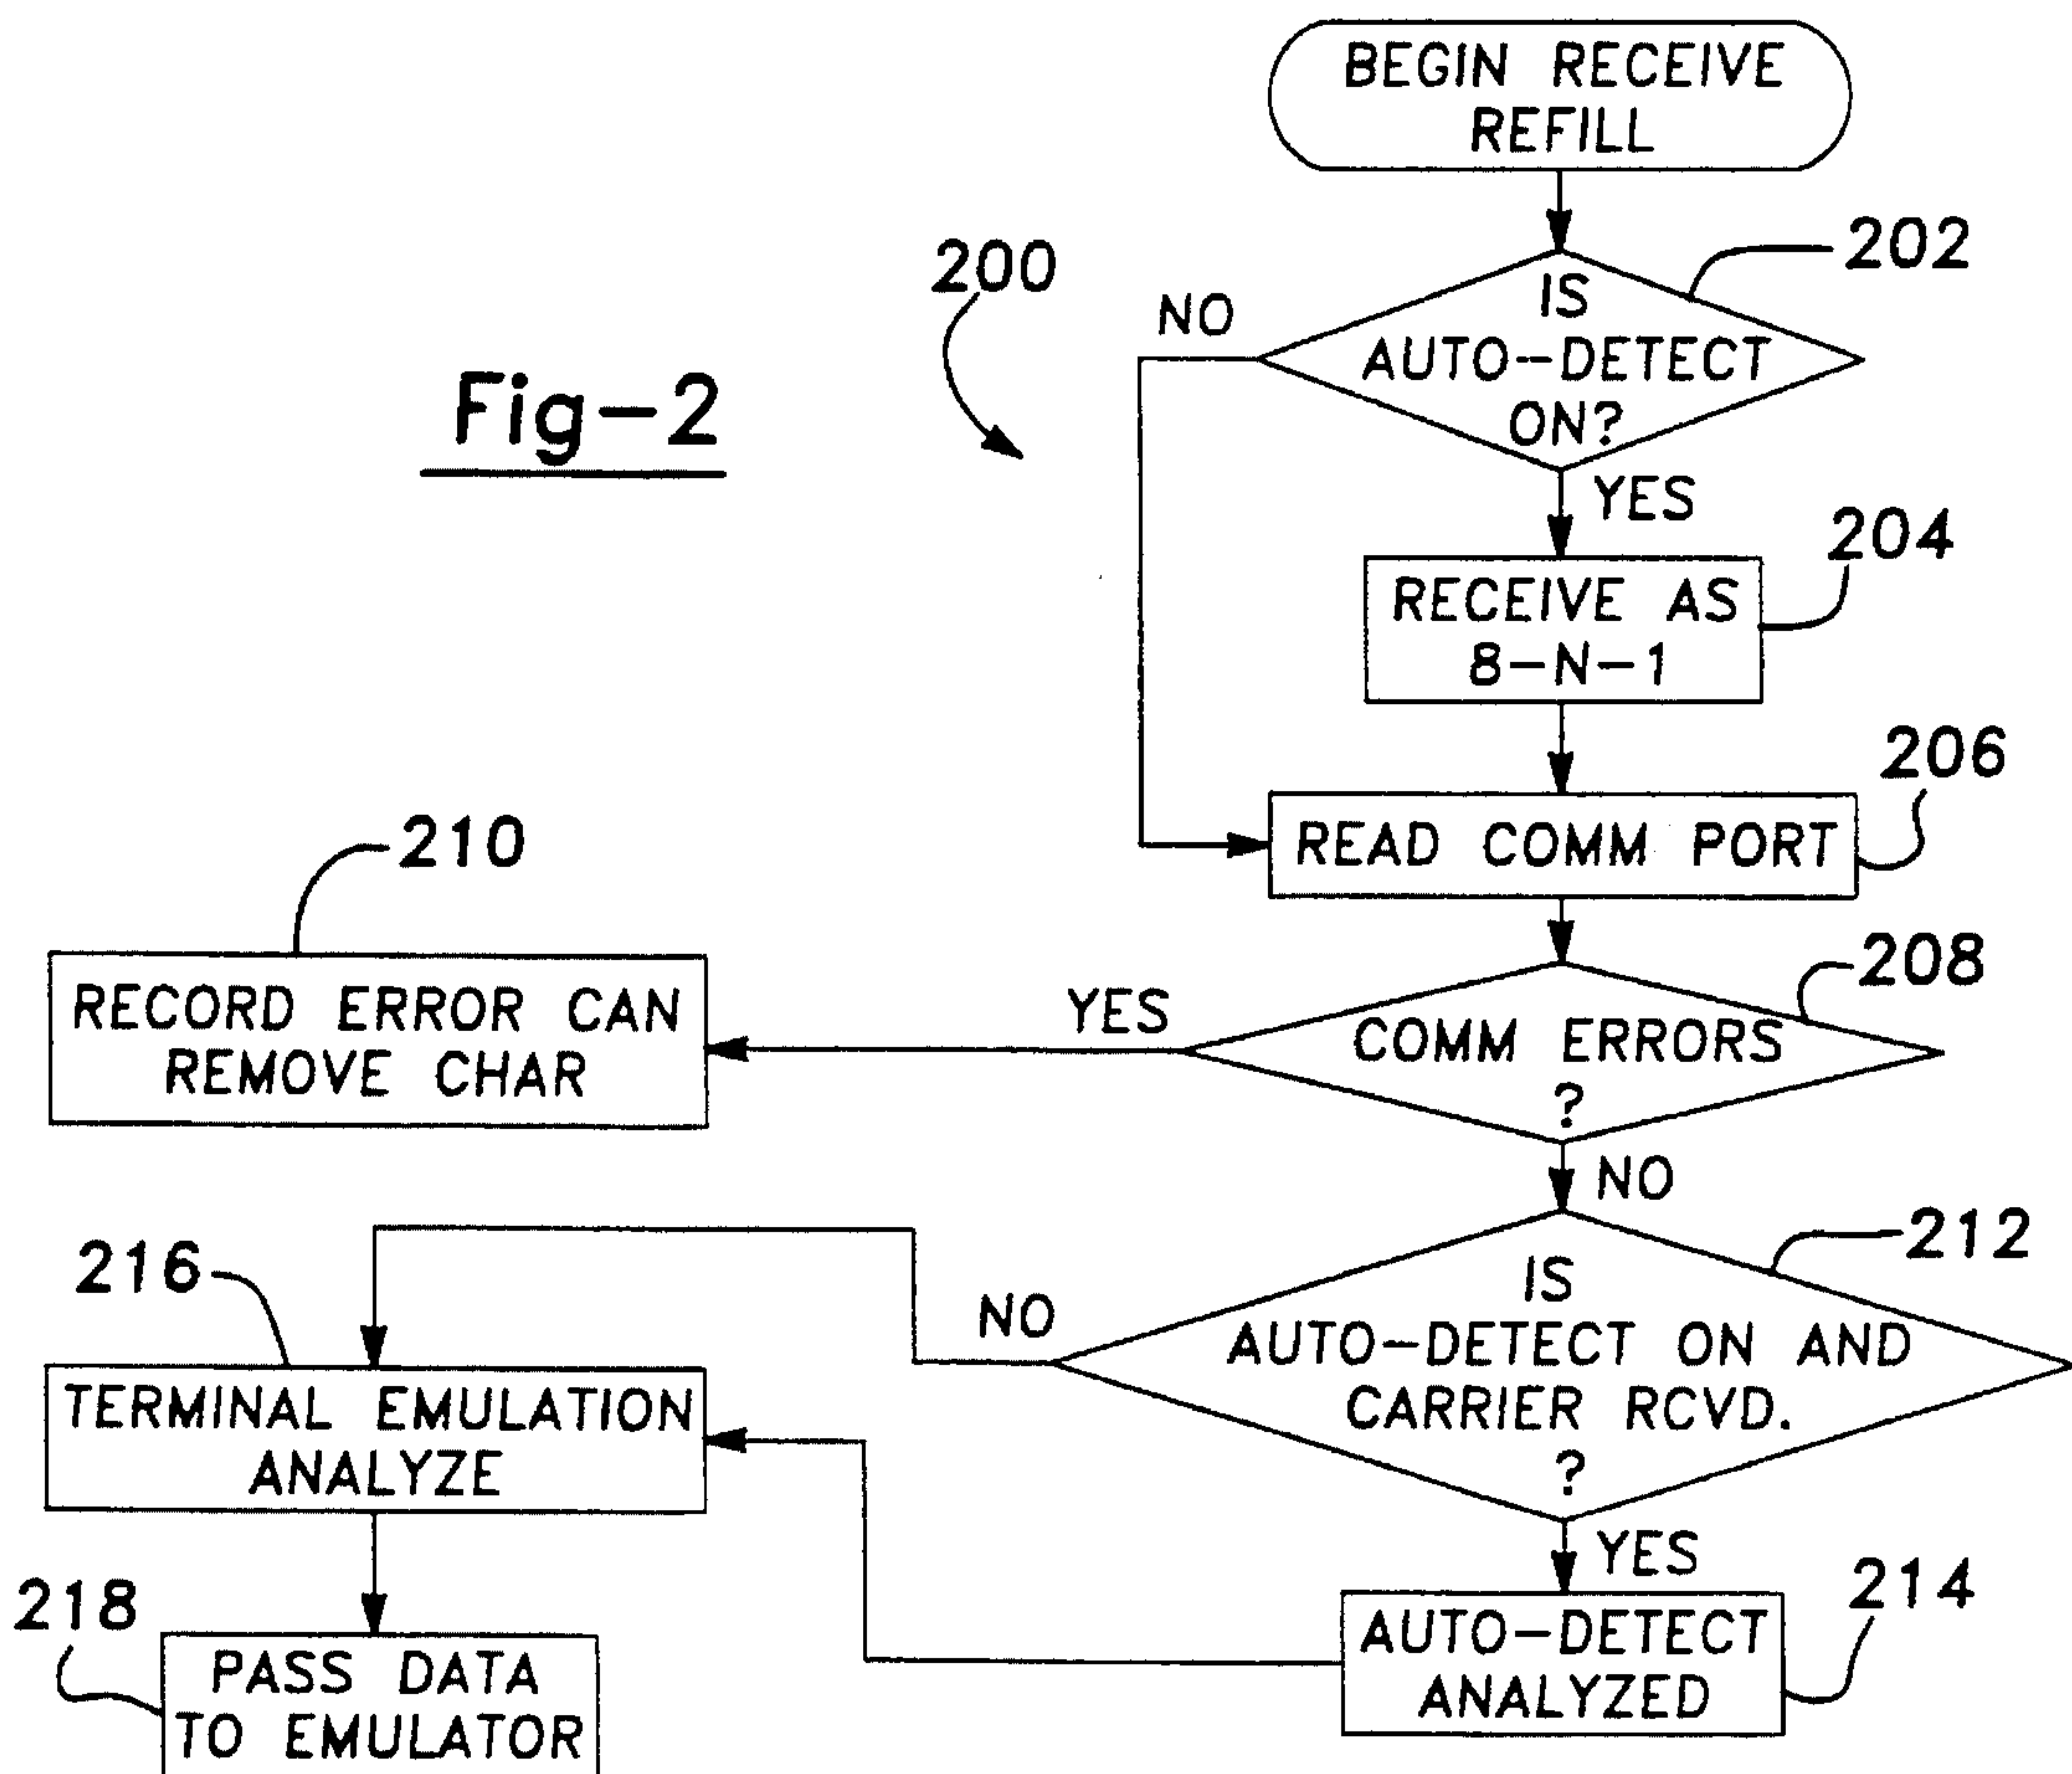 BEGIN RECEIVE
REFILL
202
200
NO
IS
AUTO-DETECT
ON?
Fig-2
YES
204
RECEIVE AS
8-N-1
206
READ COMM PORT
210
208
RECORD ERROR CAN
REMOVE CHAR
YES
COMM ERRORS
?
NO
212
216
NO
IS
AUTO-DETECT ON AND
CARRIER RCVD.
?
TERMINAL EMULATION
ANALYZE
YES
214
AUTO-DETECT
ANALYZED
218
PASS DATA
TO EMULATOR